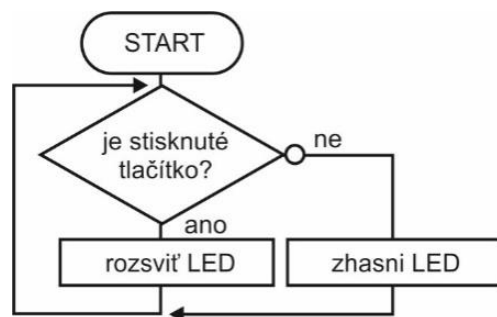 START
je stisknuté
tlačítko?
ne
ano
rozsviť LED
zhasni LED